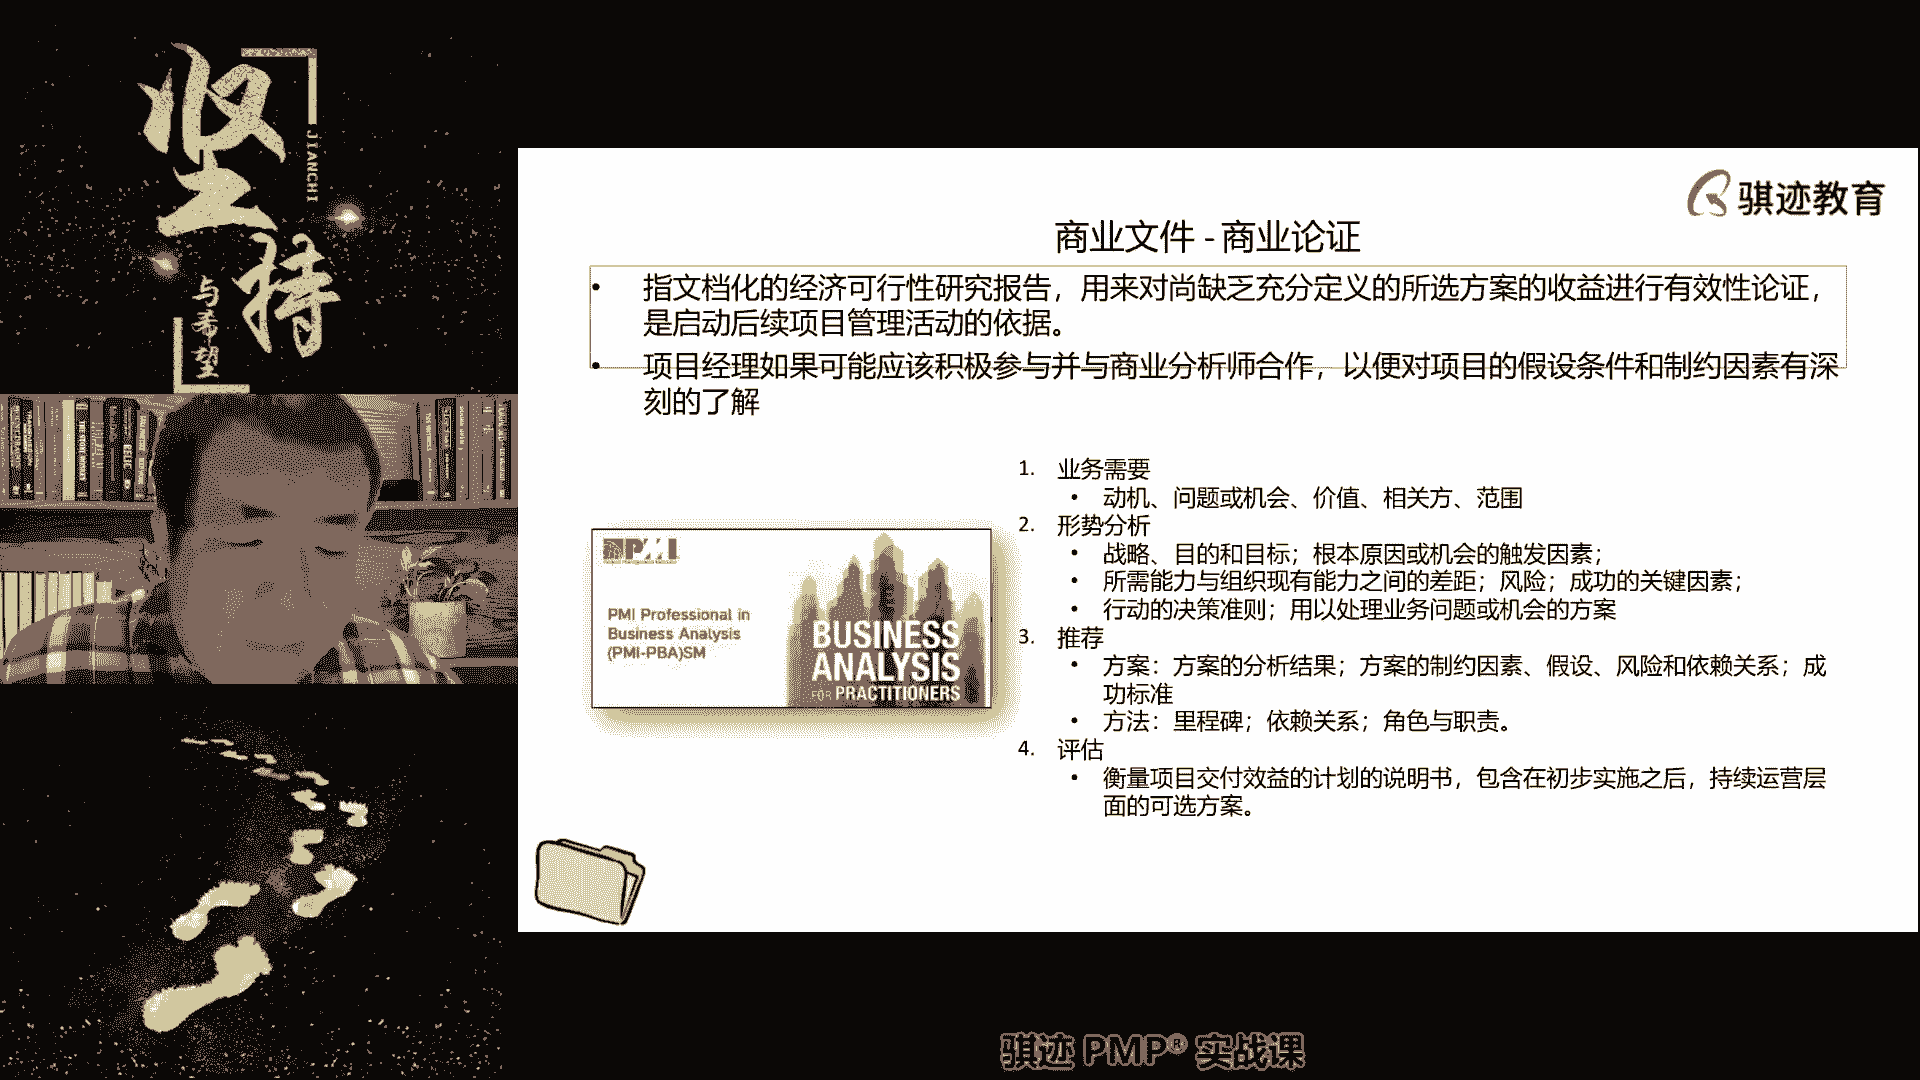 坚持
JIANCHI
与希望
骐迹教育
商业文件 - 商业论证
• 指文档化的经济可行性研究报告，用来对尚缺乏充分定义的所选方案的收益进行有效性论证，
是启动后续项目管理活动的依据。
• 项目经理如果可能应该积极参与并与商业分析师合作，以便对项目的假设条件和制约因素有深
刻的了解
1. 业务需要
• 动机、问题或机会、价值、相关方、范围
2. 形势分析
• 战略、目的和目标；根本原因或机会的触发因素；
• 所需能力与组织现有能力之间的差距；风险；成功的关键因素；
• 行动的决策准则；用以处理业务问题或机会的方案
3. 推荐
• 方案：方案的分析结果；方案的制约因素、假设、风险和依赖关系；成
功标准
• 方法：里程碑；依赖关系；角色与职责。
4. 评估
• 衡量项目交付效益的计划的说明书，包含在初步实施之后，持续运营层
面的可选方案。
PMI
PMI Professional in
Business Analysis
(PMI-PBA)SM
BUSINESS
ANALYSIS
FOR PRACTITIONERS
骐迹 PMP® 实战课